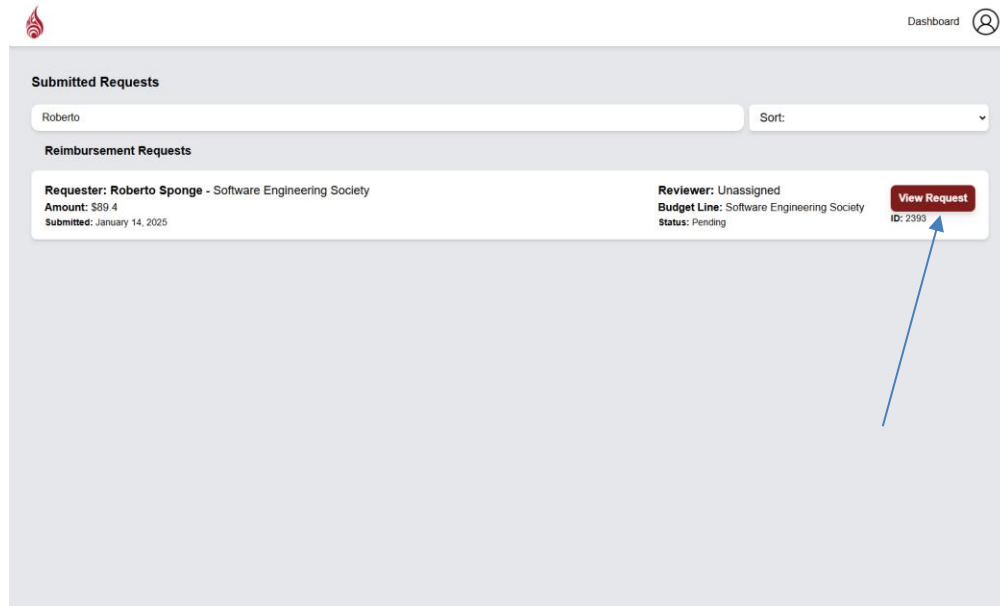 Dashboard
Submitted Requests
Roberto
Sort:
Reimbursement Requests
Requester: Roberto Sponge - Software Engineering Society
Amount: $89.4
Submitted: January 14, 2025
Reviewer: Unassigned
Budget Line: Software Engineering Society
Status: Pending
View Request
ID: 2393